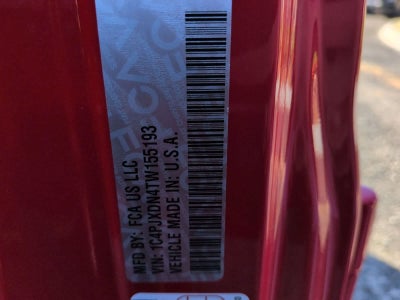 MFD BY: FCA US LLC
VIN: 1C4PJXDN4TW155193
VEHICLE MADE IN: U.S.A.